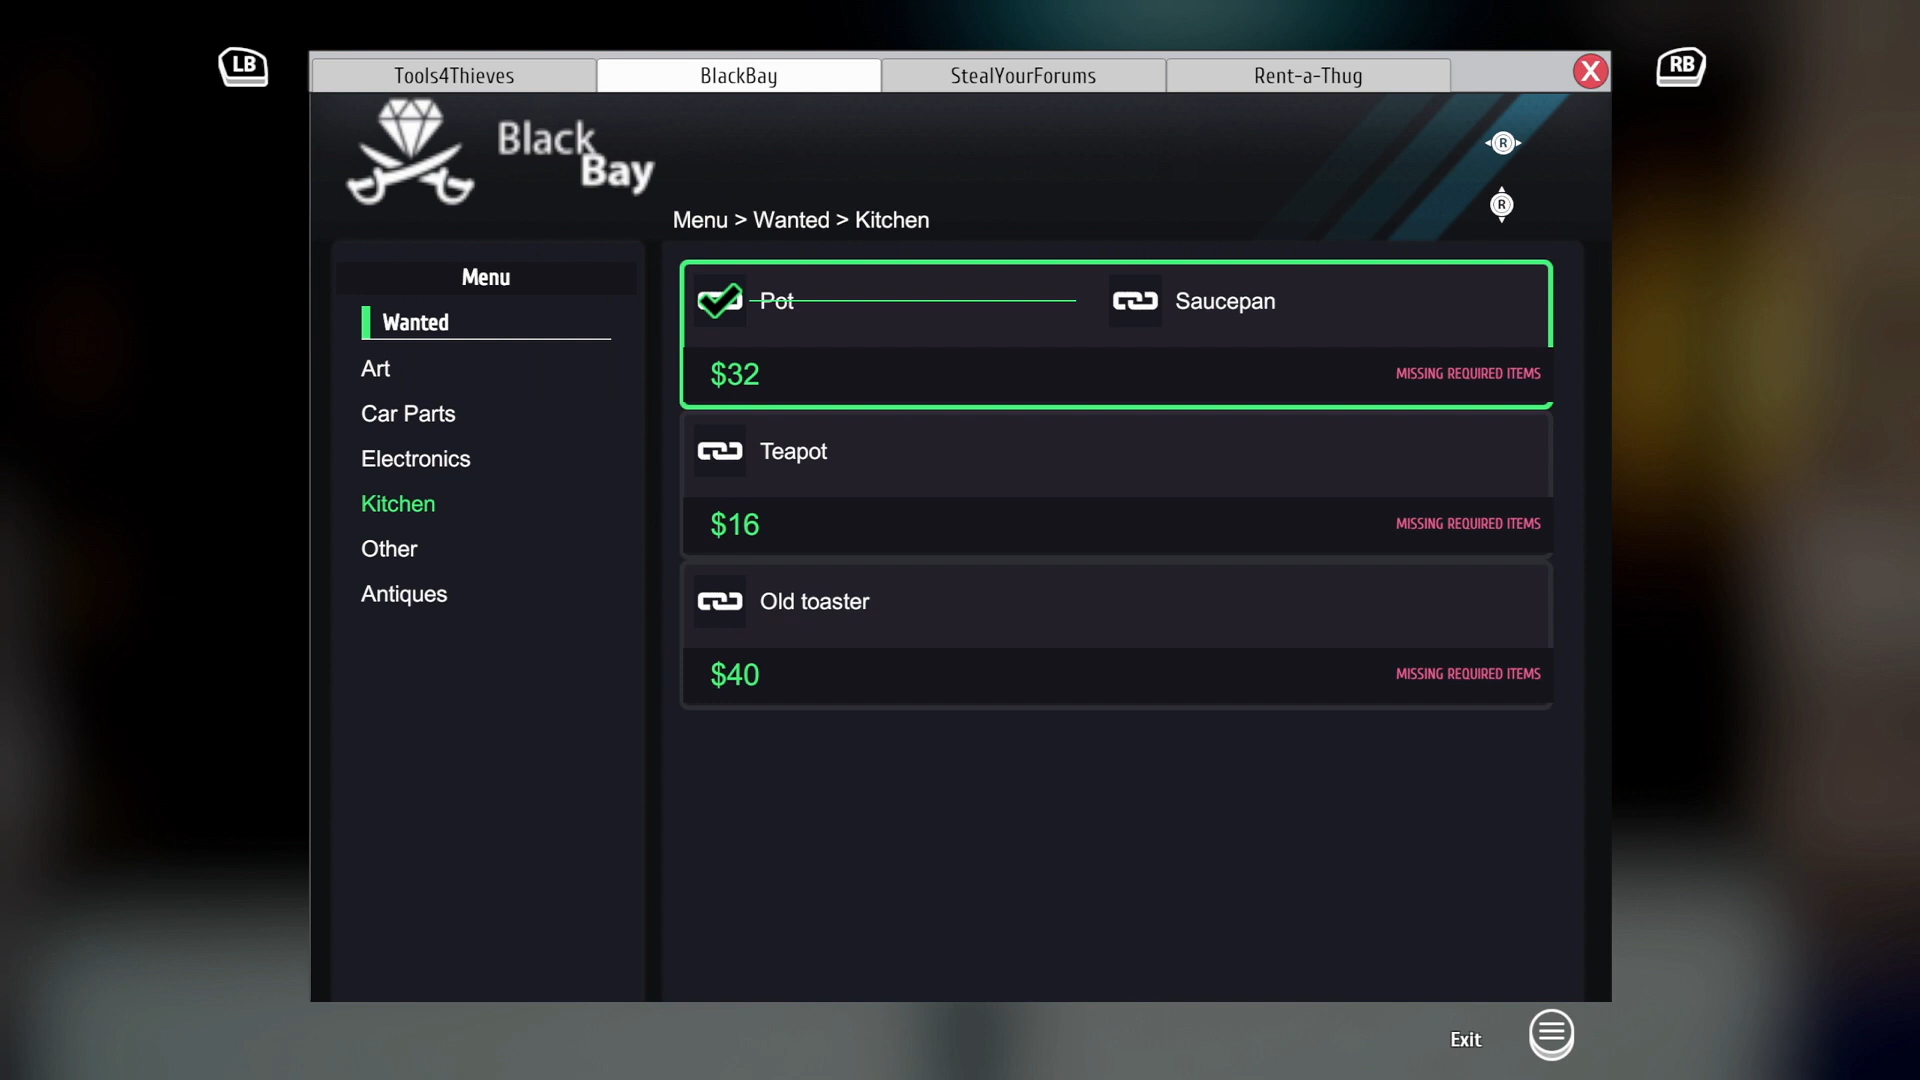 LB
Tools4Thieves
BlackBay
StealYourForums
Rent-a-Thug
X
RB
Black
Bay
R
R
Menu > Wanted > Kitchen
Menu
Wanted
Art
Car Parts
Electronics
Kitchen
Other
Antiques
Pot
Saucepan
$32
MISSING REQUIRED ITEMS
Teapot
$16
MISSING REQUIRED ITEMS
Old toaster
$40
MISSING REQUIRED ITEMS
Exit